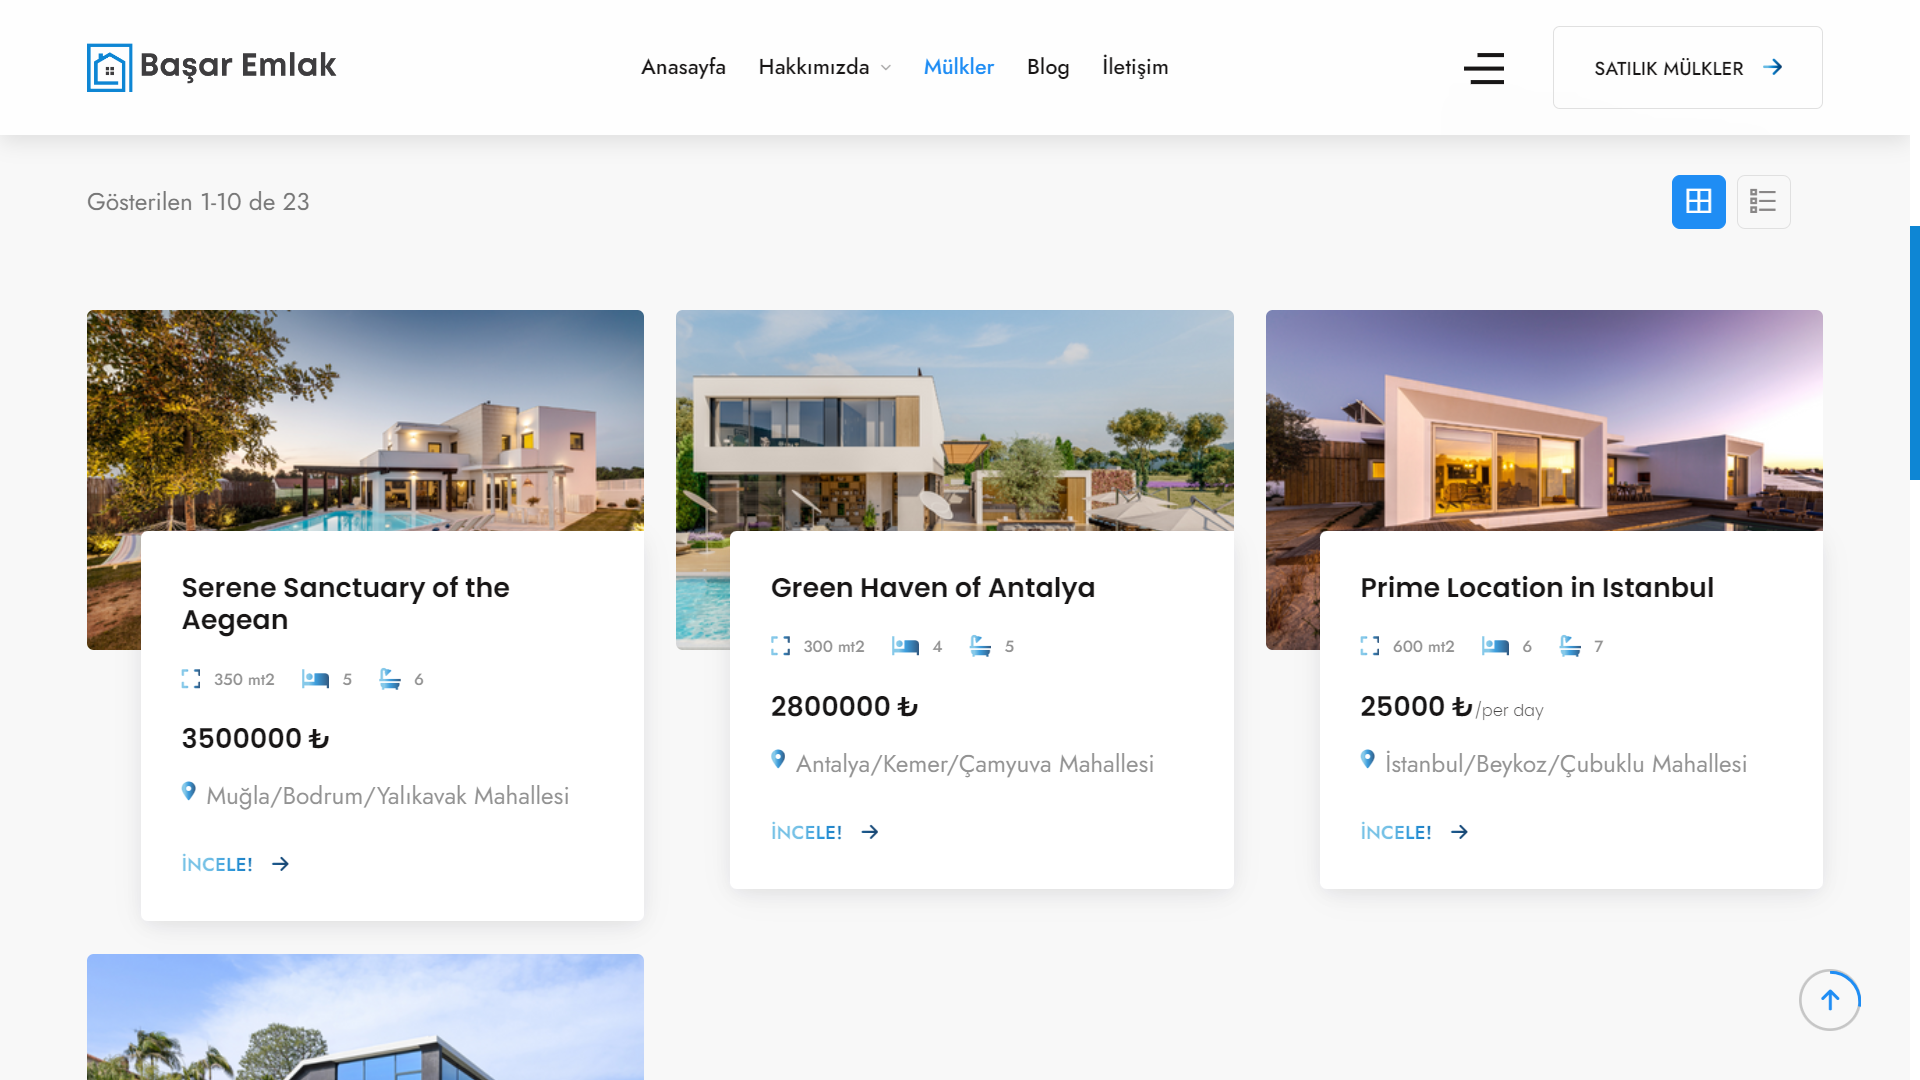 Başar Emlak
Anasayfa
Hakkımızda
Mülkler
Blog
İletişim
SATILIK MÜLKLER
Gösterilen 1-10 de 23
Serene Sanctuary of the
Aegean
350 mt2 5 6
3500000 ₺
Muğla/Bodrum/Yalıkavak Mahallesi
İNCELE!
Green Haven of Antalya
300 mt2 4 5
2800000 ₺
Antalya/Kemer/Çamyuva Mahallesi
İNCELE!
Prime Location in Istanbul
600 mt2 6 7
25000 ₺/per day
İstanbul/Beykoz/Çubuklu Mahallesi
İNCELE!